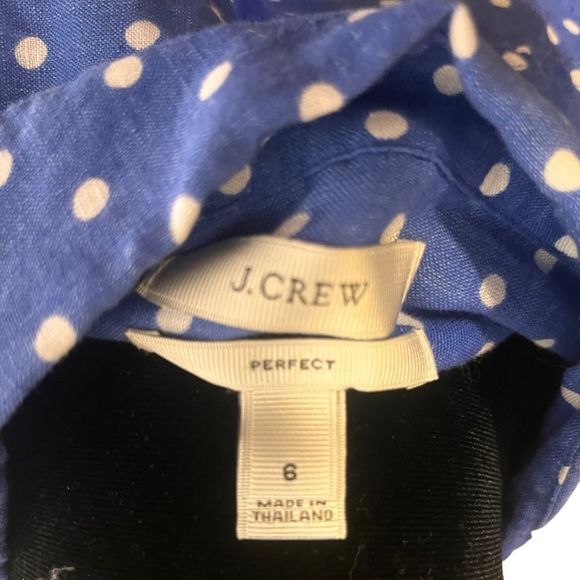 J.CREW
PERFECT
6
MADE IN
THAILAND